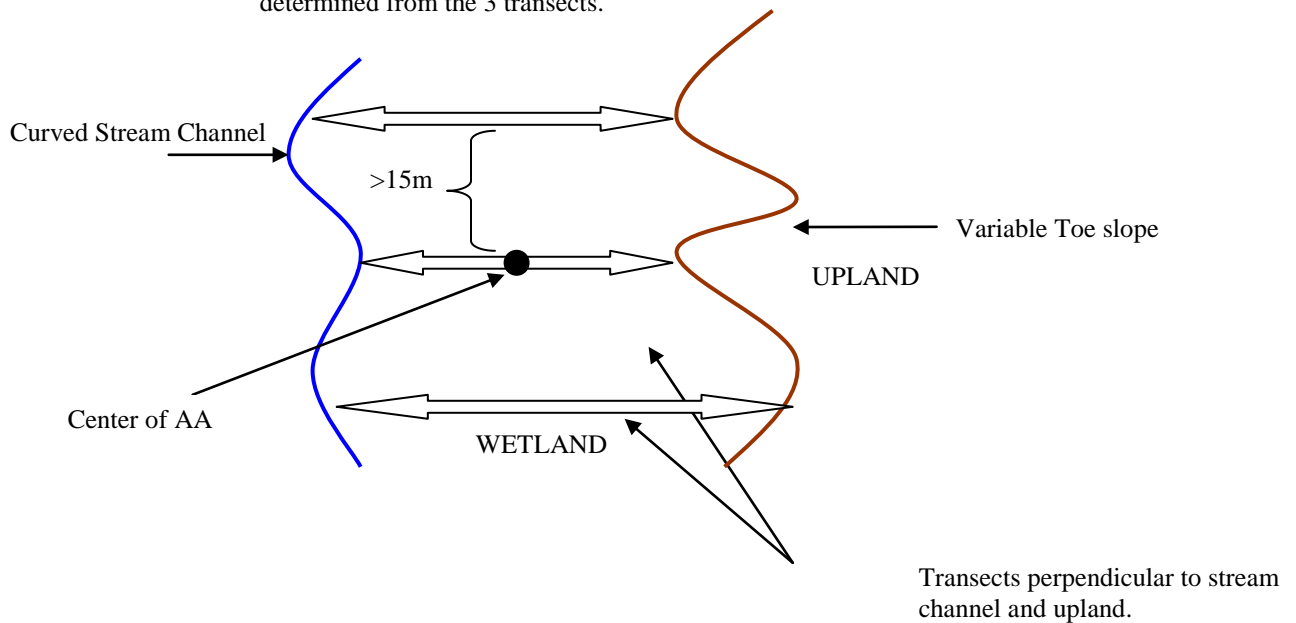 determined from the 3 transects.
Curved Stream Channel
>15m
Variable Toe slope
UPLAND
Center of AA
WETLAND
Transects perpendicular to stream
channel and upland.